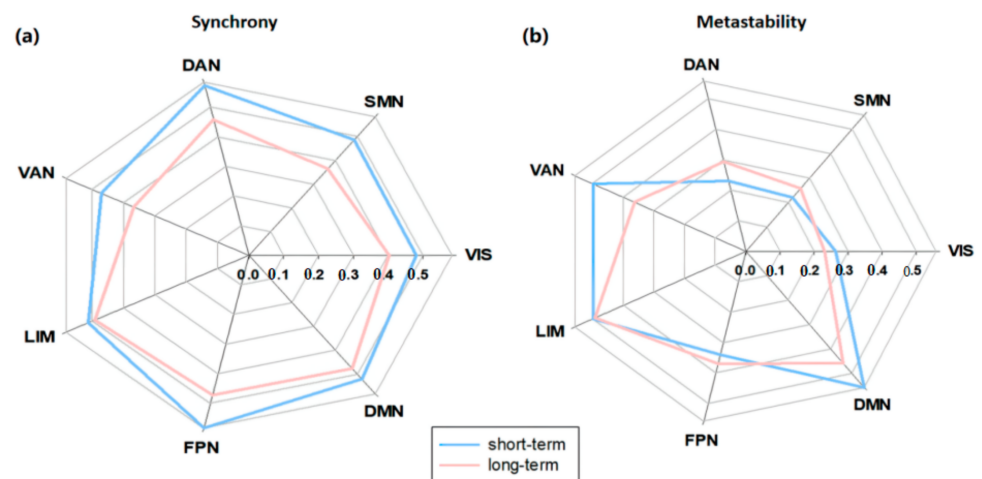 Synchrony
(a)
DAN
SMN
VAN
VIS
0.0 0.1 0.2 0.3 0.4 0.5
LIM
DMN
FPN
Metastability
(b)
DAN
SMN
VAN
VIS
0.0 0.1 0.2 0.3 0.4 0.5
LIM
DMN
FPN
short-term
long-term